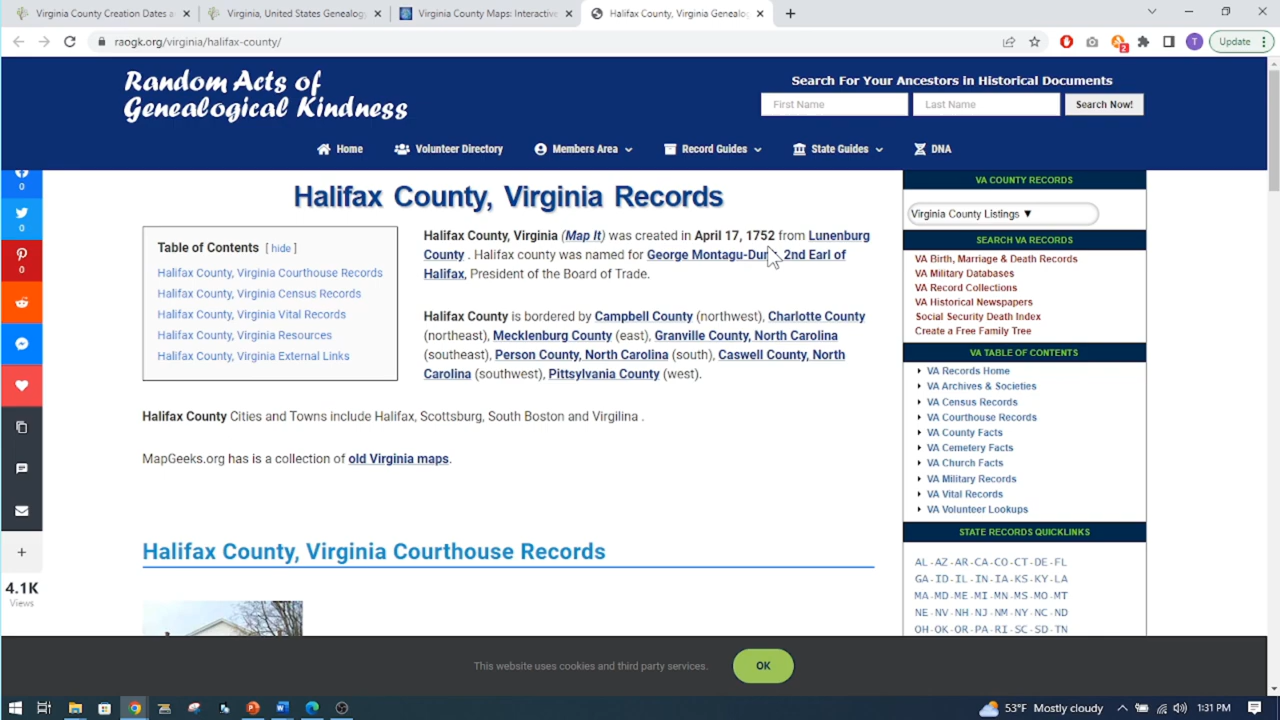 Virginia County Creation Dates a
Virginia, United States Genealog
Virginia County Maps: Interactive
Halifax County, Virginia Genealo
raogk.org/virginia/halifax-county/
2
T
Update
Random Acts of
Genealogical Kindness
Search For Your Ancestors in Historical Documents
First Name
Last Name
Search Now!
Home
Volunteer Directory
Members Area
Record Guides
State Guides
DNA
0
0
0
4.1K
Views
Halifax County, Virginia Records
Table of Contents [ hide ]
Halifax County, Virginia Courthouse Records
Halifax County, Virginia Census Records
Halifax County, Virginia Vital Records
Halifax County, Virginia Resources
Halifax County, Virginia External Links
Halifax County, Virginia (Map It) was created in April 17, 1752 from Lunenburg
County . Halifax county was named for George Montagu-Dun 2nd Earl of
Halifax, President of the Board of Trade.
Halifax County is bordered by Campbell County (northwest), Charlotte County
(northeast), Mecklenburg County (east), Granville County, North Carolina
(southeast), Person County, North Carolina (south), Caswell County, North
Carolina (southwest), Pittsylvania County (west).
Halifax County Cities and Towns include Halifax, Scottsburg, South Boston and Virgilina .
MapGeeks.org has is a collection of old Virginia maps.
Halifax County, Virginia Courthouse Records
VA COUNTY RECORDS
Virginia County Listings ▼
SEARCH VA RECORDS
VA Birth, Marriage & Death Records
VA Military Databases
VA Record Collections
VA Historical Newspapers
Social Security Death Index
Create a Free Family Tree
VA TABLE OF CONTENTS
VA Records Home
VA Archives & Societies
VA Census Records
VA Courthouse Records
VA County Facts
VA Cemetery Facts
VA Church Facts
VA Military Records
VA Vital Records
VA Volunteer Lookups
STATE RECORDS QUICKLINKS
AL - AZ - AR - CA - CO - CT - DE - FL
GA - ID - IL - IN - IA - KS - KY - LA
MA - MD - ME - MI - MN - MS - MO - MT
NE - NV - NH - NJ - NM - NY - NC - ND
OH - OK - OR - PA - RI - SC - SD - TN
This website uses cookies and third party services.
OK
53°F Mostly cloudy
1:31 PM